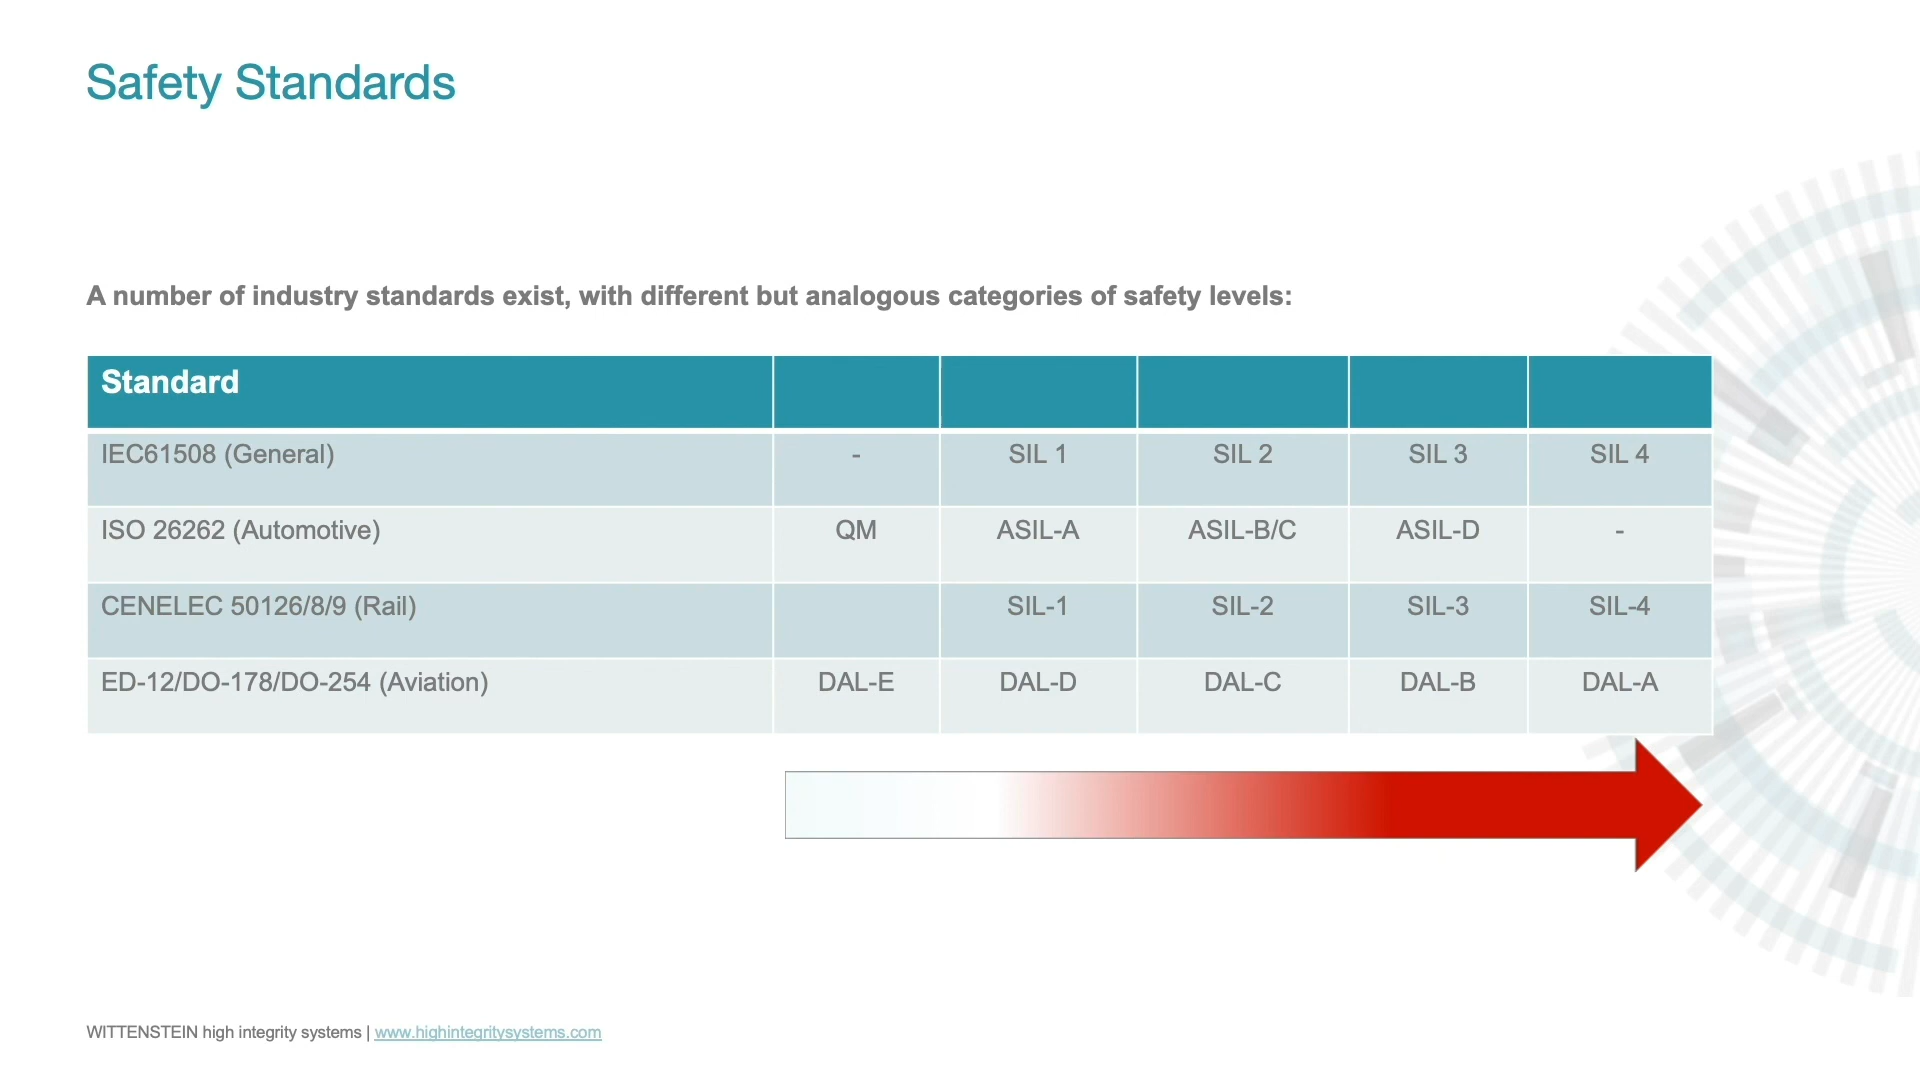 Safety Standards
A number of industry standards exist, with different but analogous categories of safety levels:
Standard
IEC61508 (General) - SIL 1 SIL 2 SIL 3 SIL 4
ISO 26262 (Automotive) QM ASIL-A ASIL-B/C ASIL-D -
CENELEC 50126/8/9 (Rail) SIL-1 SIL-2 SIL-3 SIL-4
ED-12/DO-178/DO-254 (Aviation) DAL-E DAL-D DAL-C DAL-B DAL-A
WITTENSTEIN high integrity systems | www.highintegritysystems.com